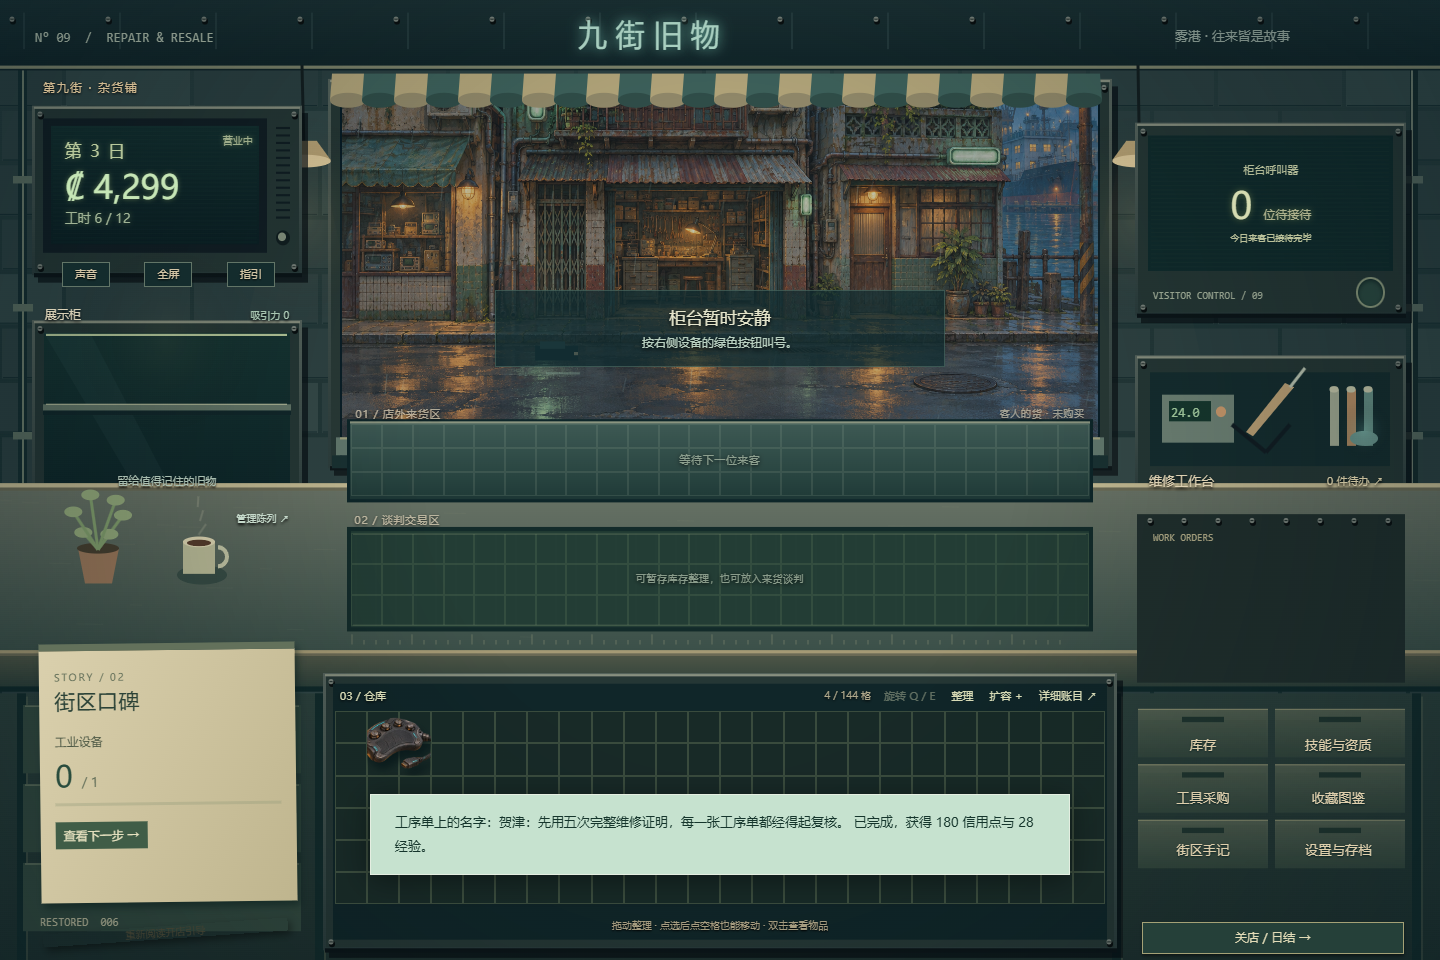 Nº 09 / REPAIR & RESALE
九街旧物
雾港 · 往来皆是故事
第九街 · 杂货铺
第 3 日
营业中
₡ 4,299
工时 6 / 12
声音
全屏
指引
展示柜
吸引力 0
留给值得记住的旧物
管理陈列 ↗
柜台暂时安静
按右侧设备的绿色按钮叫号。
01 / 店外来货区
客人的货 · 未购买
等待下一位来客
02 / 谈判交易区
可暂存库存整理，也可放入来货谈判
柜台呼叫器
0 位待接待
今日来客已接待完毕
VISITOR CONTROL / 09
24.0
维修工作台
0 件待办 ↗
WORK ORDERS
STORY / 02
街区口碑
工业设备
0 / 1
查看下一步 →
RESTORED 006
03 / 仓库
4 / 144 格
旋转 Q / E
整理
扩容 +
详细账目 ↗
工序单上的名字：贺津：先用五次完整维修证明，每一张工序单都经得起复核。 已完成，获得 180 信用点与 28
经验。
拖动整理 · 点选后点空格也能移动 · 双击查看物品
库存
技能与资质
工具采购
收藏图鉴
街区手记
设置与存档
关店 / 日结 →